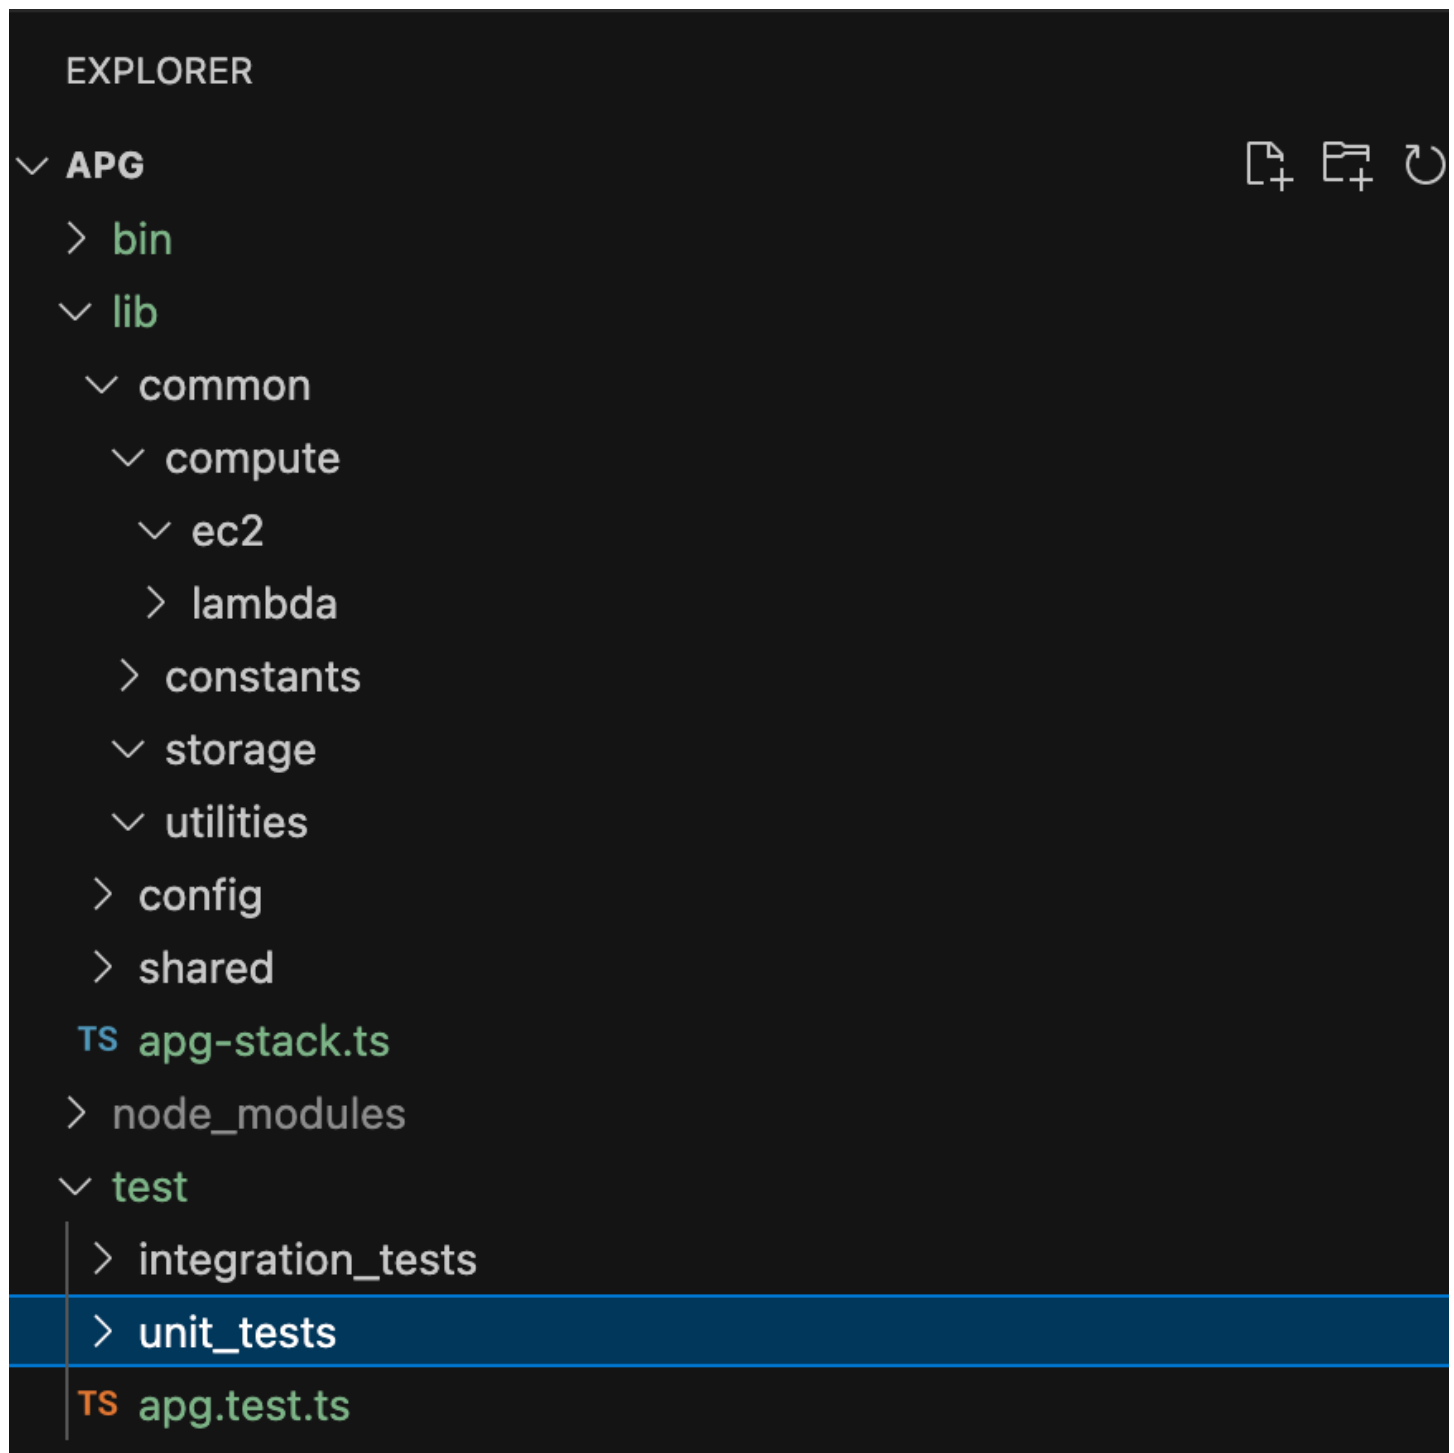 EXPLORER
APG
bin
lib
common
compute
ec2
lambda
constants
storage
utilities
config
shared
TS apg-stack.ts
node_modules
test
integration_tests
unit_tests
TS apg.test.ts